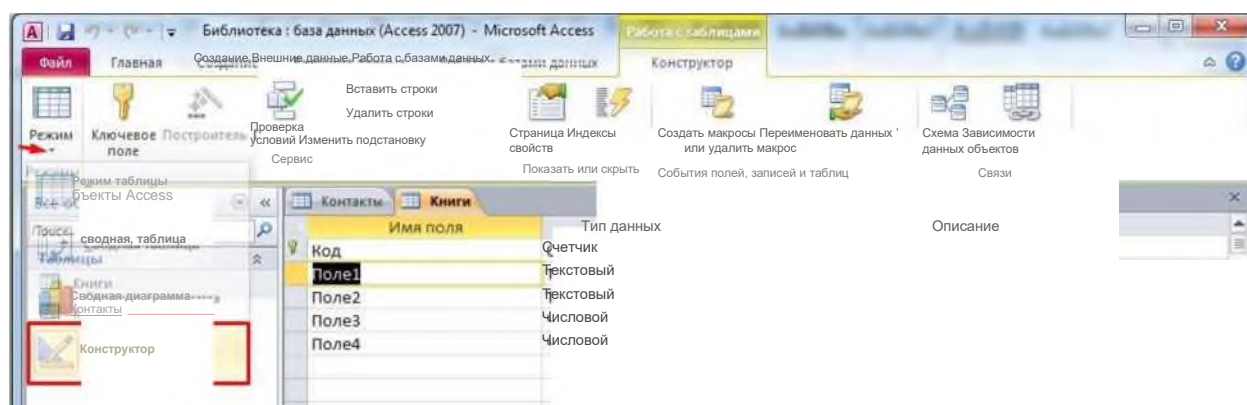 Библиотека : база данных (Access 2007) - Microsoft Access
Работа с таблицами
Файл Главная Создание Внешние данные Работа с базами данных Конструктор
Режим
Ключевое поле
Построитель
Проверка условий
Вставить строки
Удалить строки
Изменить подстановку
Сервис
Страница свойств
Индексы
Показать или скрыть
Создать макросы данных
Переименовать или удалить макрос
События полей, записей и таблиц
Схема данных
Зависимости объектов
Связи
Режим таблицы
бъекты Access
сводная, таблица
Таблицы
Книги
Сводная диаграмма
Контакты
Конструктор
Контакты Книги
Имя поля Тип данных Описание
Код Счетчик
Поле1 Текстовый
Поле2 Текстовый
Поле3 Числовой
Поле4 Числовой